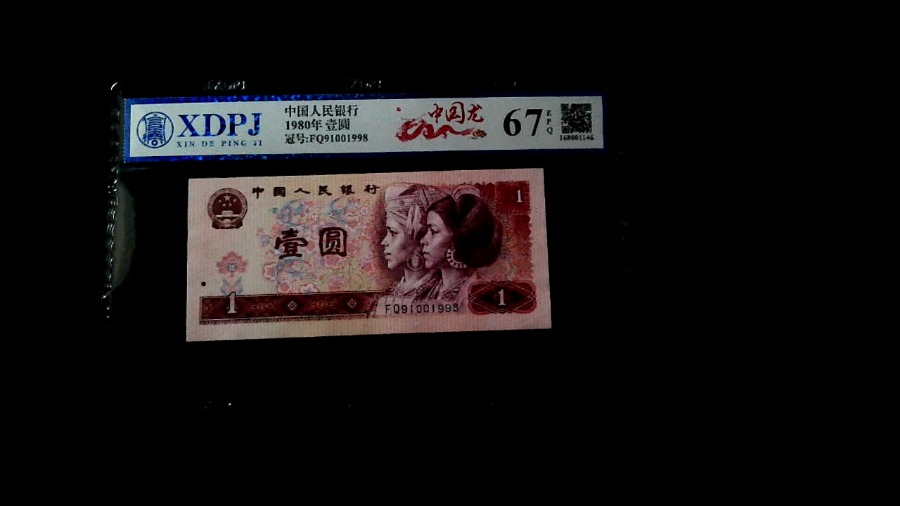 XDPJ
XIN DE PING JI
中国人民银行
1980年 壹圆
冠号:FQ91001998
中国龙
67
EPQ
中国人民银行
1
壹圆
1
FQ91001998
1